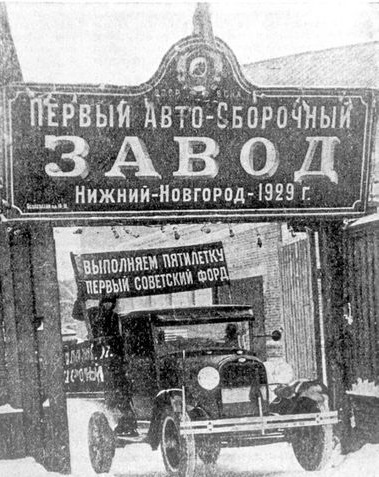 Первый Авто-Сборочный
ЗАВОД
Нижний-Новгород-1929 г.
ВЫПОЛНЯЕМ ПЯТИЛЕТКУ
ПЕРВЫЙ СОВЕТСКИЙ ФОРД